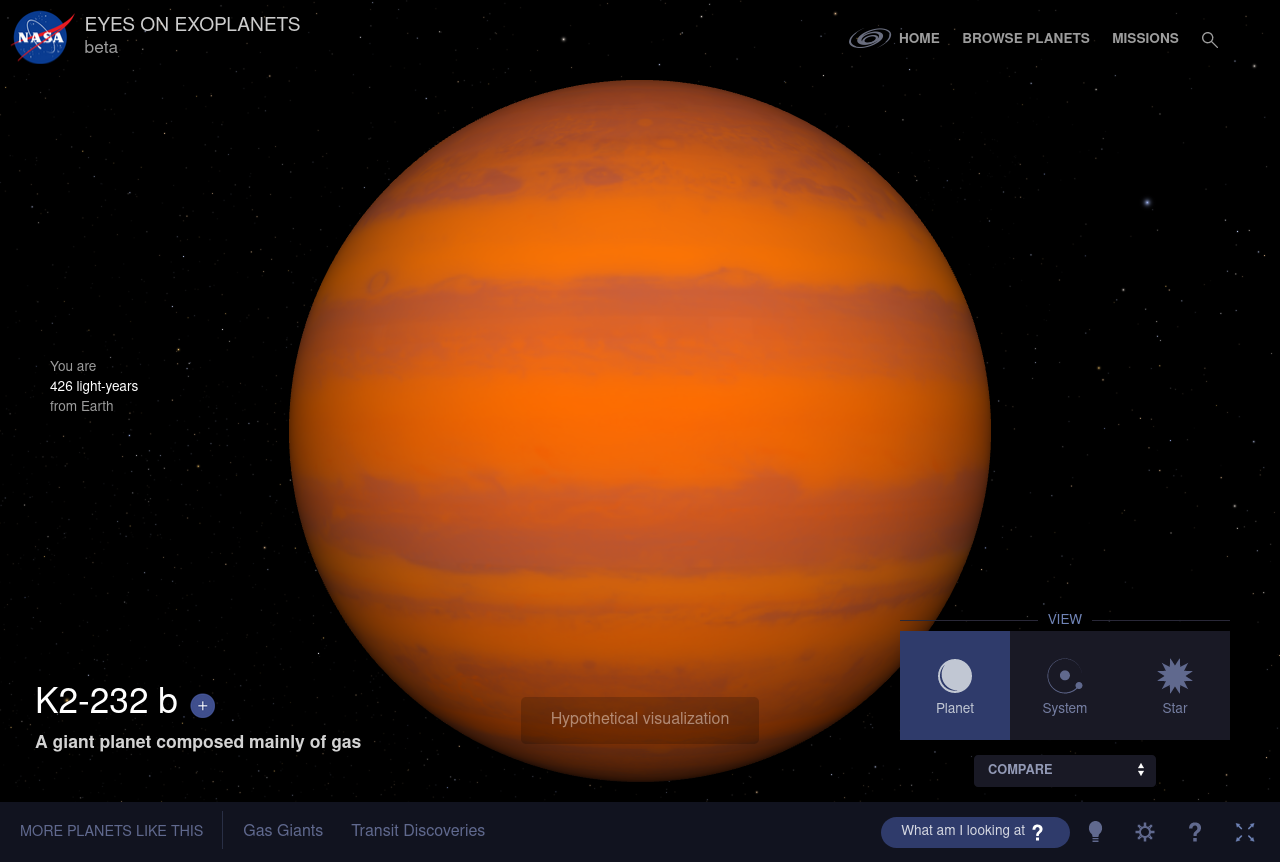 NASA
EYES ON EXOPLANETS
beta
HOME
BROWSE PLANETS
MISSIONS
You are
426 light-years
from Earth
VIEW
Planet
System
Star
K2-232 b +
A giant planet composed mainly of gas
Hypothetical visualization
COMPARE
MORE PLANETS LIKE THIS
Gas Giants
Transit Discoveries
What am I looking at ?
?